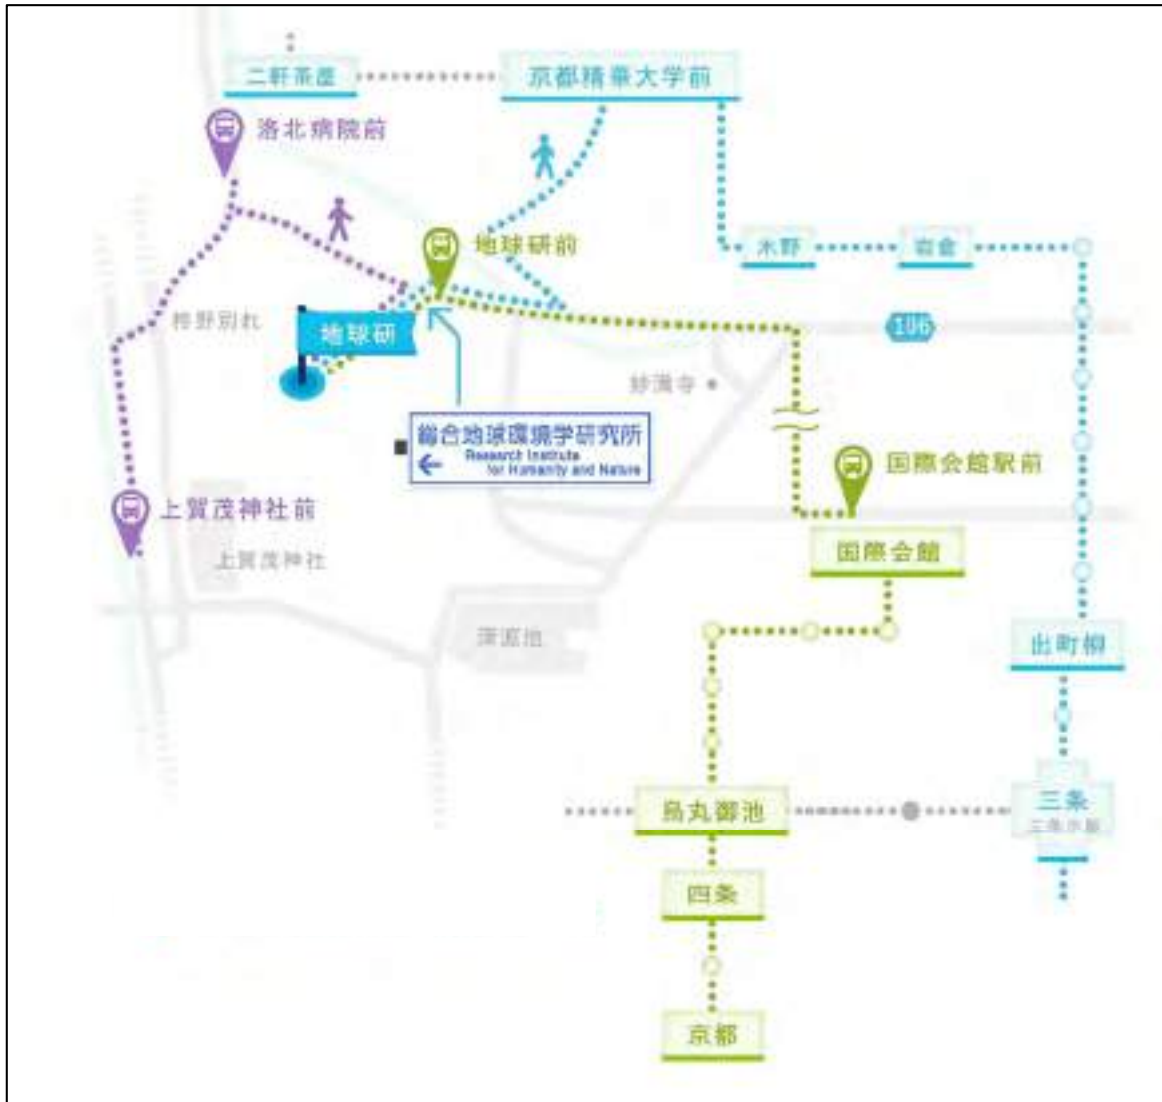 二軒茶屋
京都精華大学前
洛北病院前
地球研前
木野
岩倉
柊野別れ
地球研
106
妙満寺
総合地球環境学研究所
Research Institute
for Humanity and Nature
国際会館駅前
上賀茂神社前
国際会館
上賀茂神社
深泥池
出町柳
烏丸御池
三条
三条京阪
四条
京都